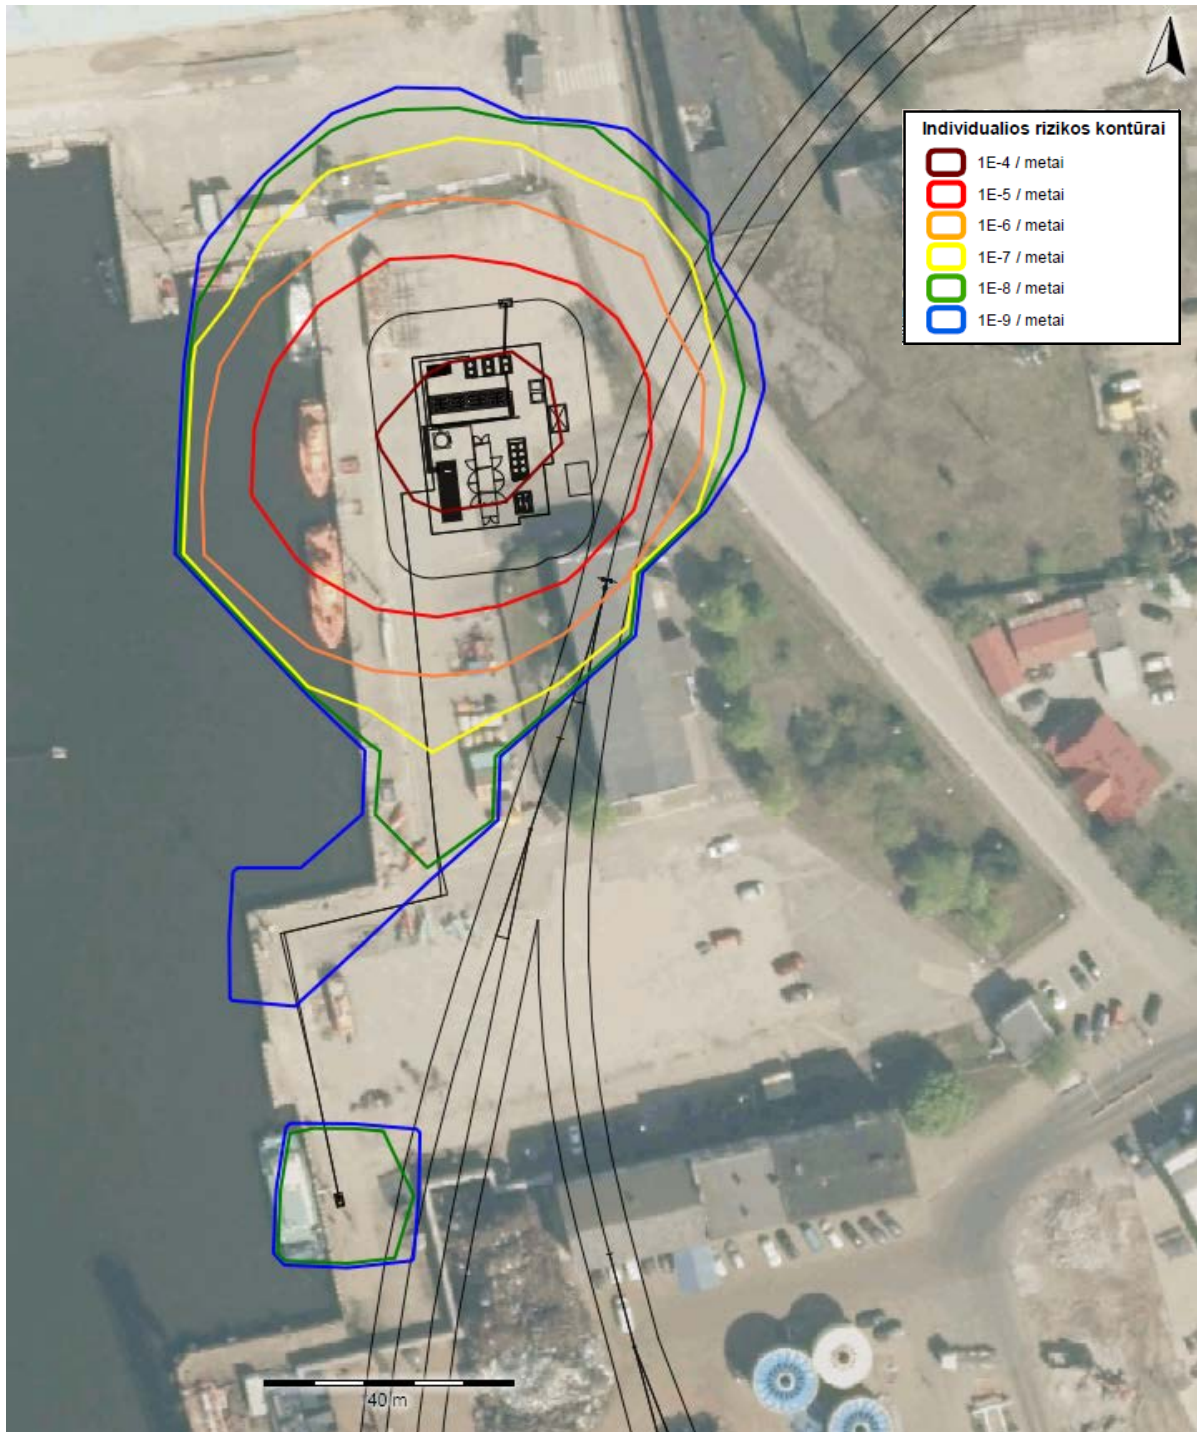 Individualios rizikos kontūrai
1E-4 / metai
1E-5 / metai
1E-6 / metai
1E-7 / metai
1E-8 / metai
1E-9 / metai
40 m